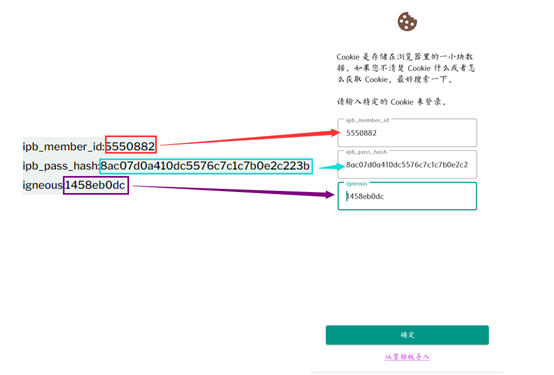 ipb_member_id:5550882
ipb_pass_hash:8ac07d0a410dc5576c7c1c7b0e2c223b
igneous:1458eb0dc
Cookie 是存储在浏览器里的一小块数
据。如果您不清楚 Cookie 什么或者怎
么获取 Cookie，最好搜索一下。
请输入特定的 Cookie 来登录。
ipb_member_id
5550882
ipb_pass_hash
8ac07d0a410dc5576c7c1c7b0e2c2
igneous
1458eb0dc
确定
从剪贴板导入